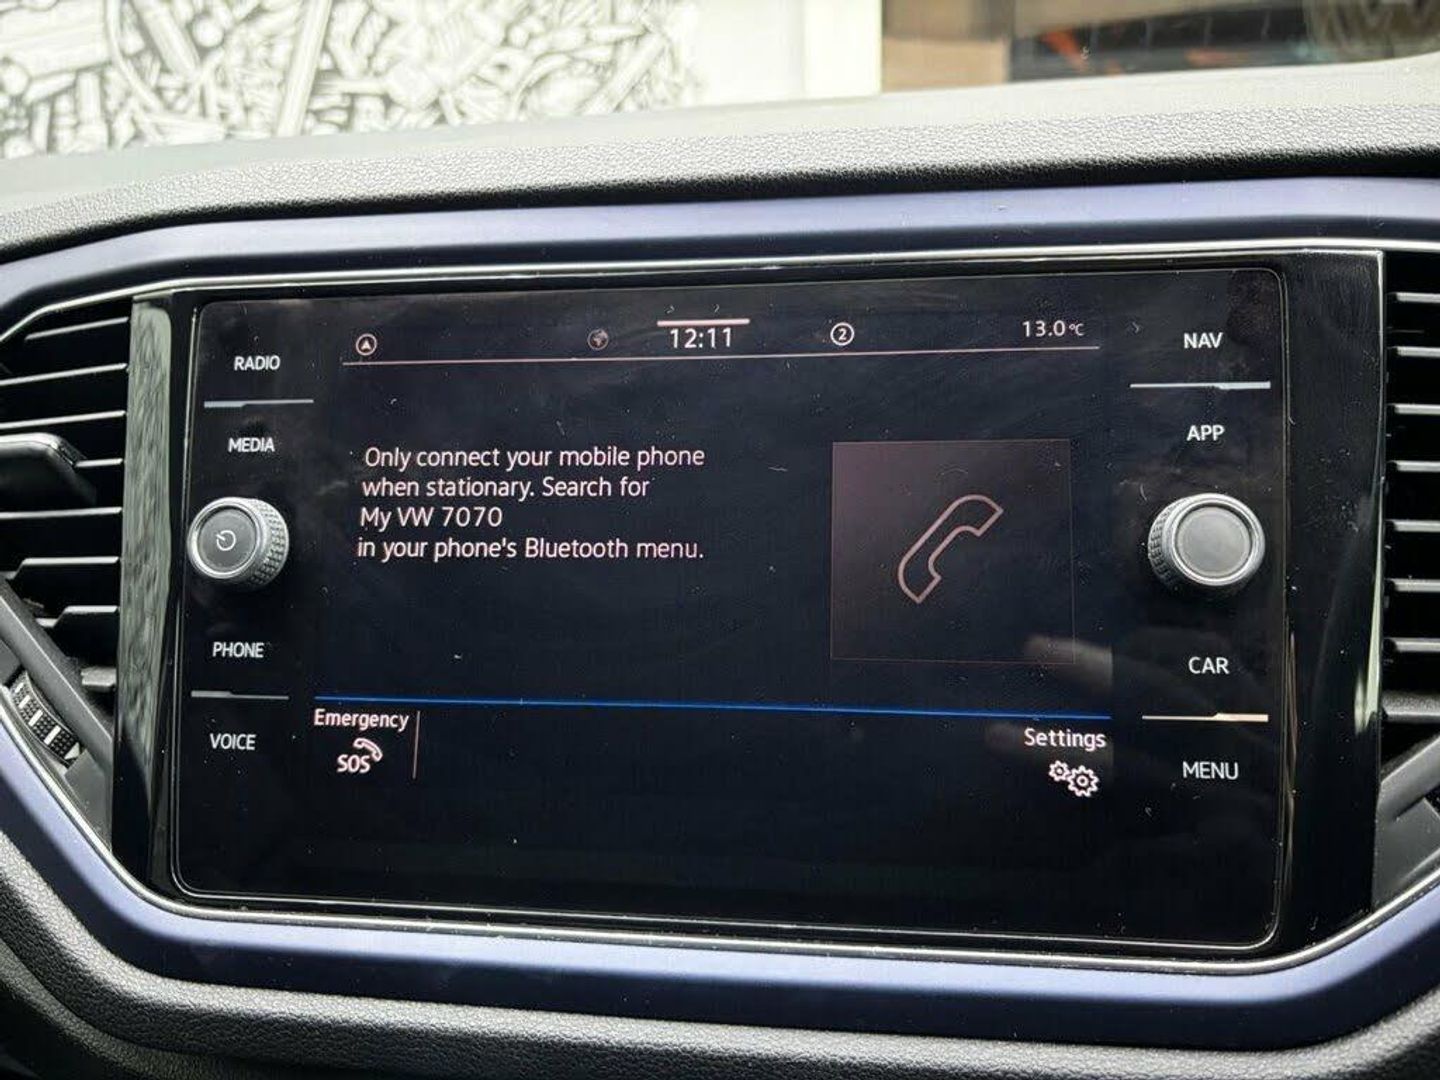 RADIO
MEDIA
PHONE
VOICE
12:11
2
13.0°C
Only connect your mobile phone
when stationary. Search for
My VW 7070
in your phone's Bluetooth menu.
Emergency
SOS
Settings
NAV
APP
CAR
MENU